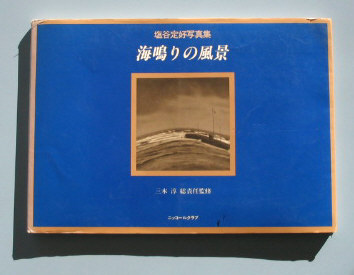 塩谷定好写真集
海鳴りの風景
三木 淳 総責任監修
ニッコールクラブ